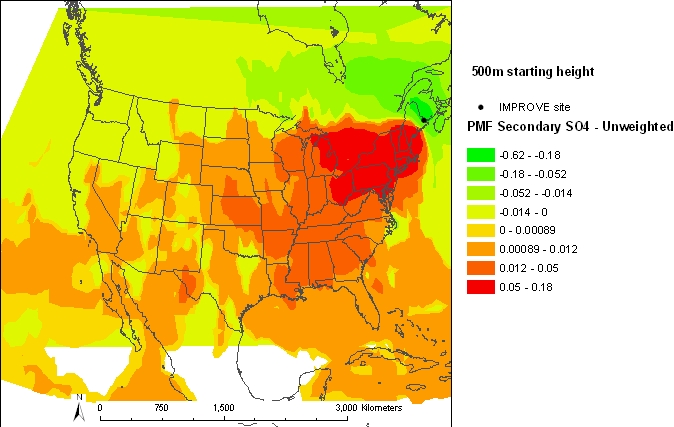 500m starting height
IMPROVE site
PMF Secondary SO4 - Unweighted
-0.62 - -0.18
-0.18 - -0.052
-0.052 - -0.014
-0.014 - 0
0 - 0.00089
0.00089 - 0.012
0.012 - 0.05
0.05 - 0.18
N
0 750 1,500 3,000 Kilometers